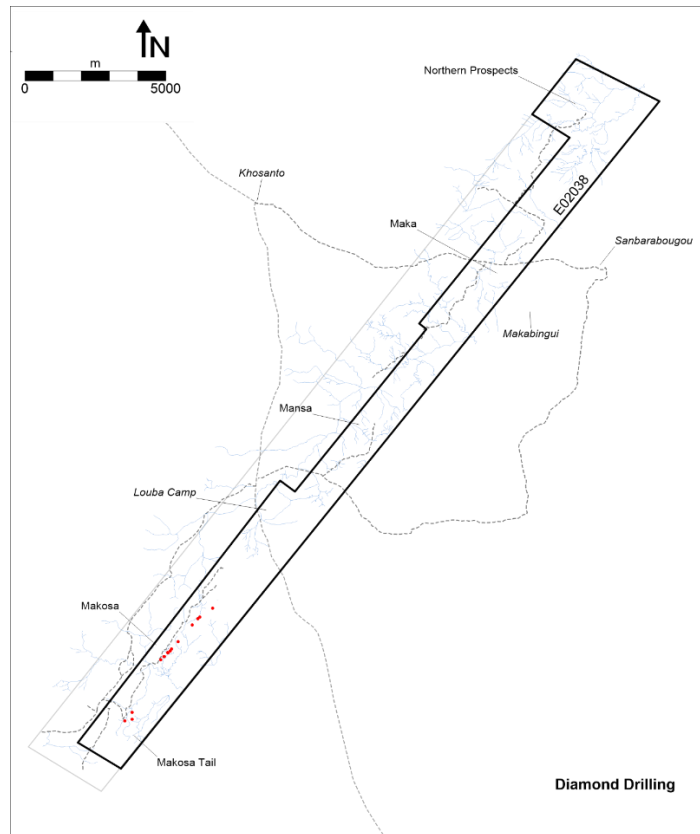 N
m
0 5000
Northern Prospects
E02038
Khosanto
Maka
Sanbarabougou
Makabingui
Mansa
Louba Camp
Makosa
Makosa Tail
Diamond Drilling